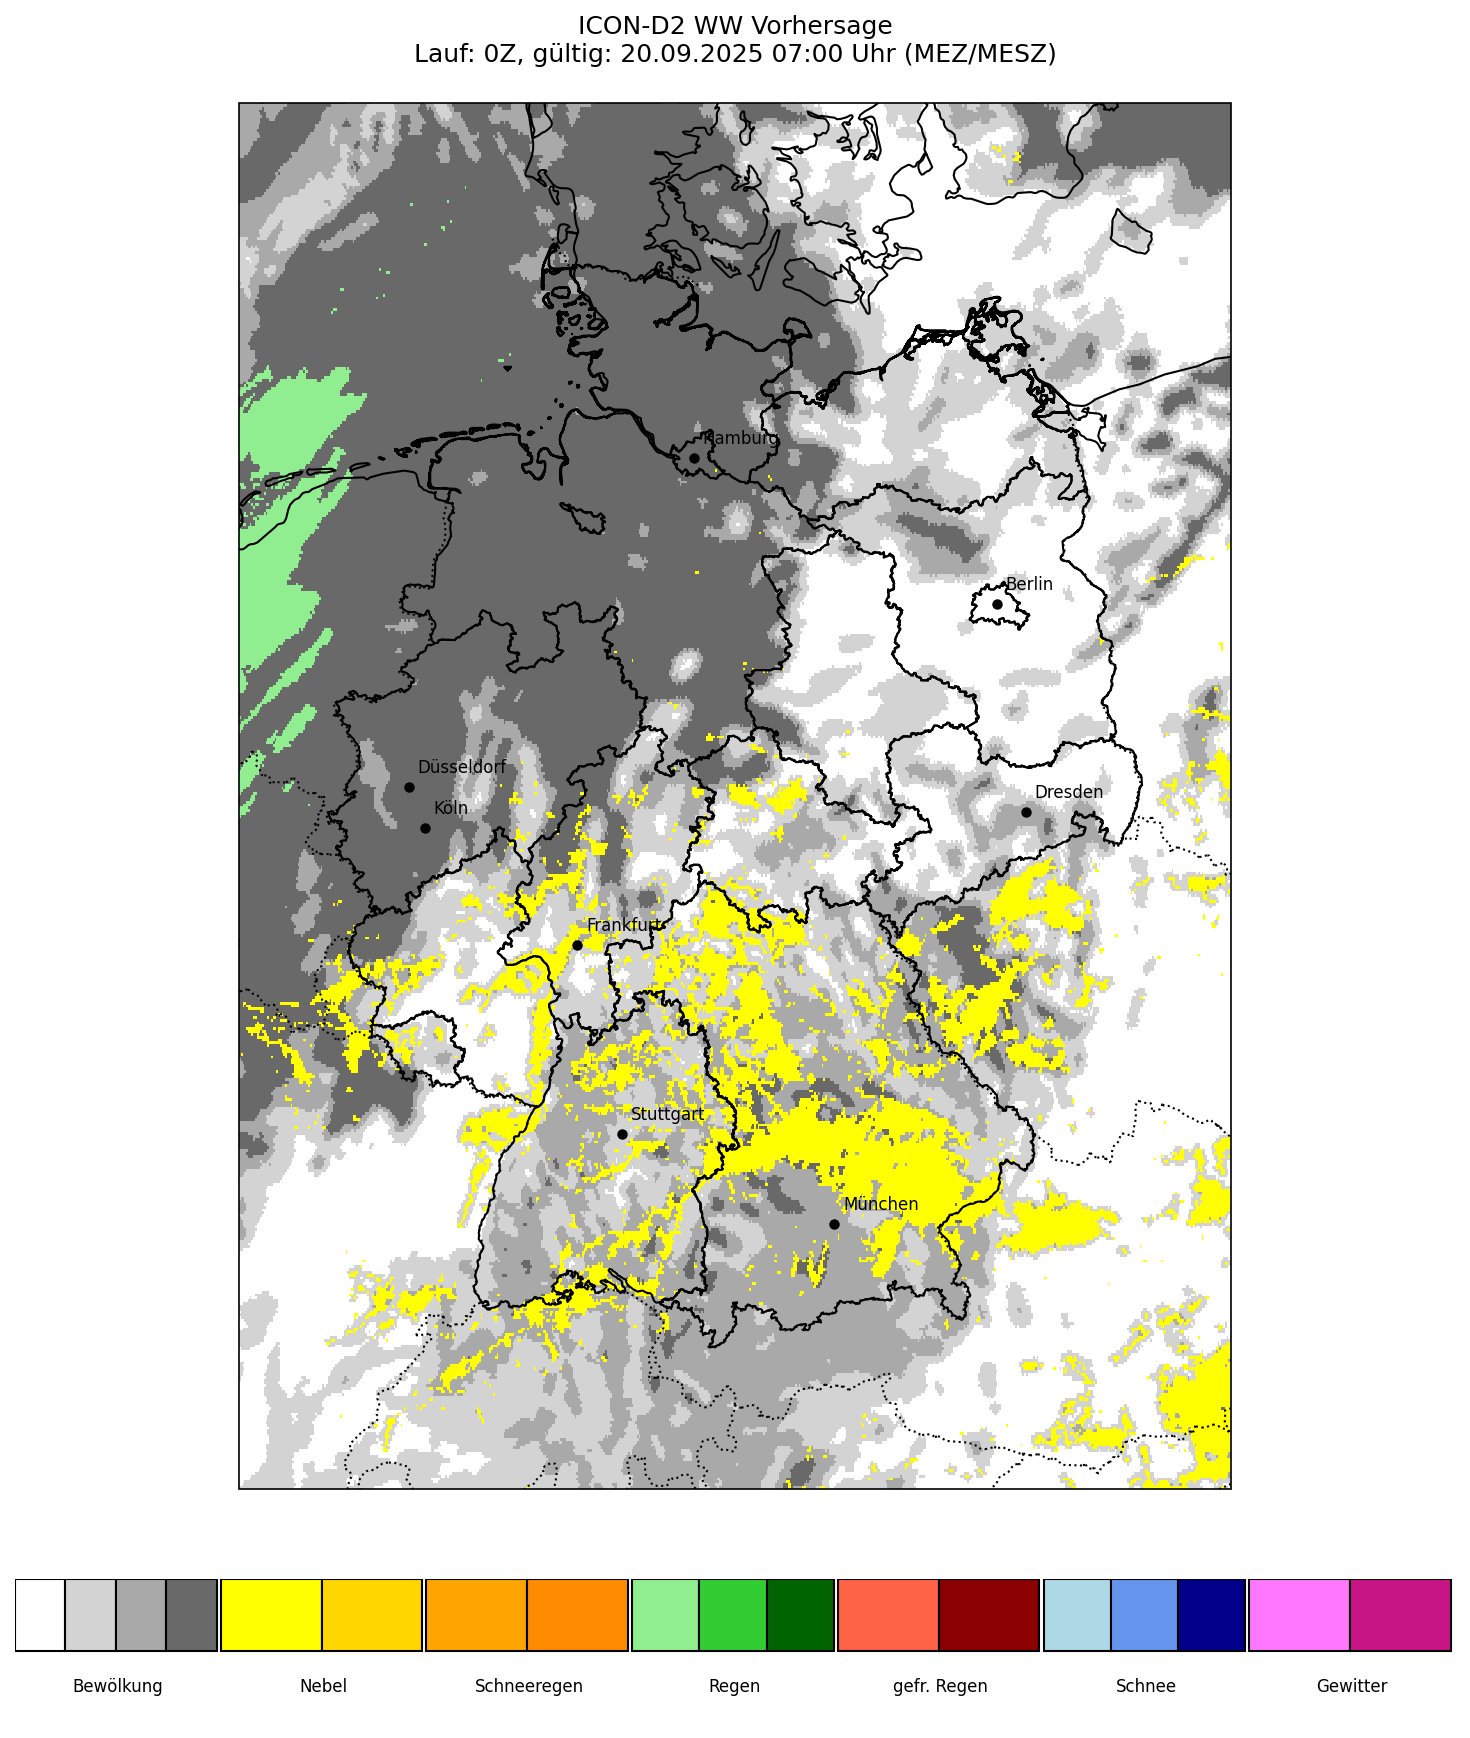 ICON-D2 WW Vorhersage
Lauf: 0Z, gültig: 20.09.2025 07:00 Uhr (MEZ/MESZ)
Hamburg
Berlin
Düsseldorf
Dresden
Köln
Frankfurt
Stuttgart
München
Bewölkung
Nebel
Schneeregen
Regen
gefr. Regen
Schnee
Gewitter